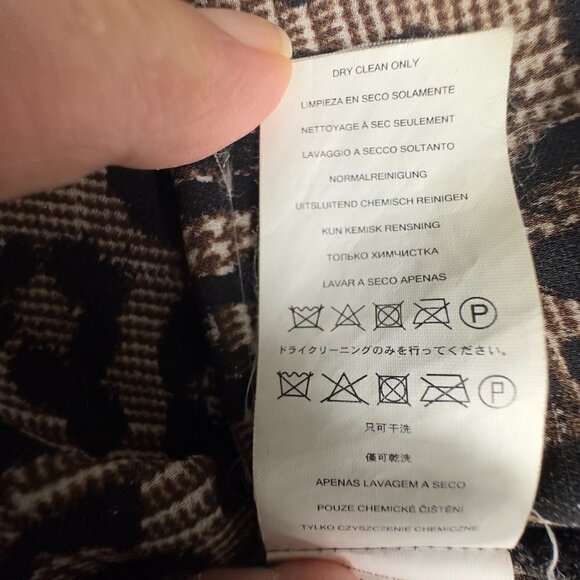 DRY CLEAN ONLY
LIMPIEZA EN SECO SOLAMENTE
NETTOYAGE À SEC SEULEMENT
LAVAGGIO A SECCO SOLTANTO
NORMALREINIGUNG
UITSLUITEND CHEMISCH REINIGEN
KUN KEMISK RENSNING
ТОЛЬКО ХИМЧИСТКА
LAVAR A SECO APENAS
P
ドライクリーニングのみを行ってください。
P
只可干洗
僅可乾洗
APENAS LAVAGEM A SECO
POUZE CHEMICKÉ ČIŠTĚNÍ
TYLKO CZYSZCZENIE CHEMICZNE